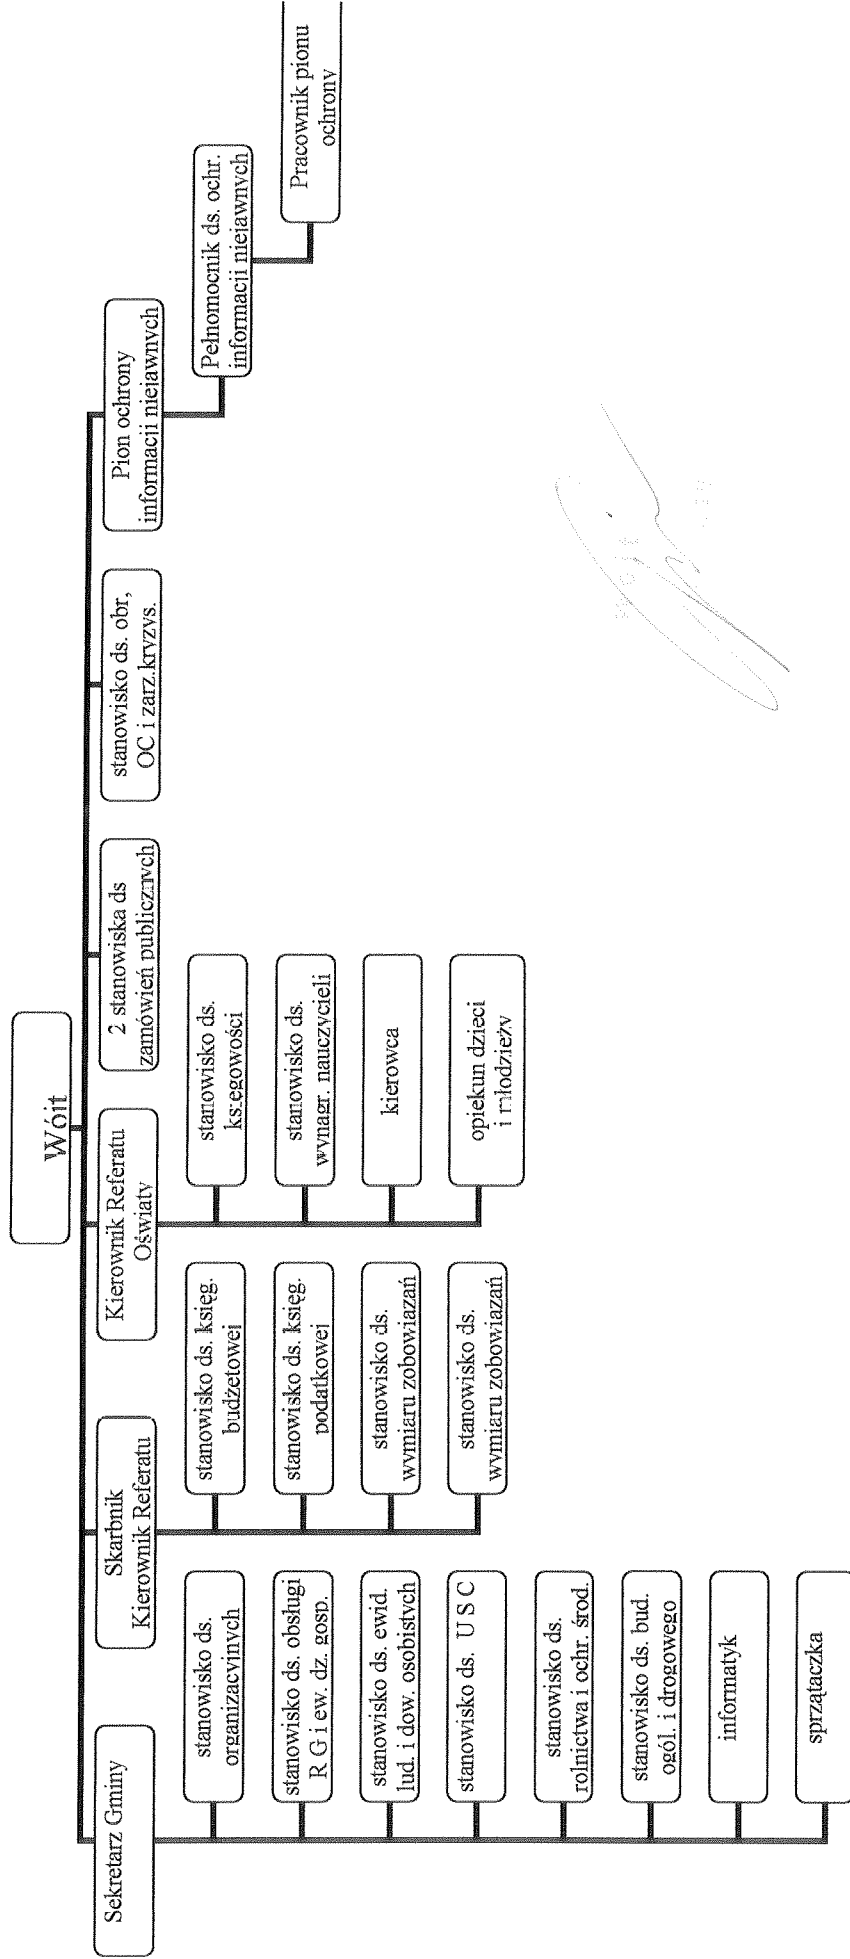 Wójt
Sekretarz Gminy
stanowisko ds.
organizacyjnych
stanowisko ds. obsługi
R G i ew. dz. gosp.
stanowisko ds. ewid.
lud. i dow. osobistych
stanowisko ds. U S C
stanowisko ds.
rolnictwa i ochr. środ.
stanowisko ds. bud.
ogól. i drogowego
informatyk
sprzątaczka
Skarbnik
Kierownik Referatu
stanowisko ds. księg.
budżetowej
stanowisko ds. księg.
podatkowej
stanowisko ds.
wymiaru zobowiązań
stanowisko ds.
wymiaru zobowiązań
Kierownik Referatu
Oświaty
stanowisko ds.
księgowości
stanowisko ds.
wynagr. nauczycieli
kierowca
opiekun dzieci
i młodzieży
2 stanowiska ds
zamówień publicznych
stanowisko ds. obr,
OC i zarz.kryzys.
Pion ochrony
informacji niejawnych
Pełnomocnik ds. ochr.
informacji niejawnych
Pracownik pionu
ochrony